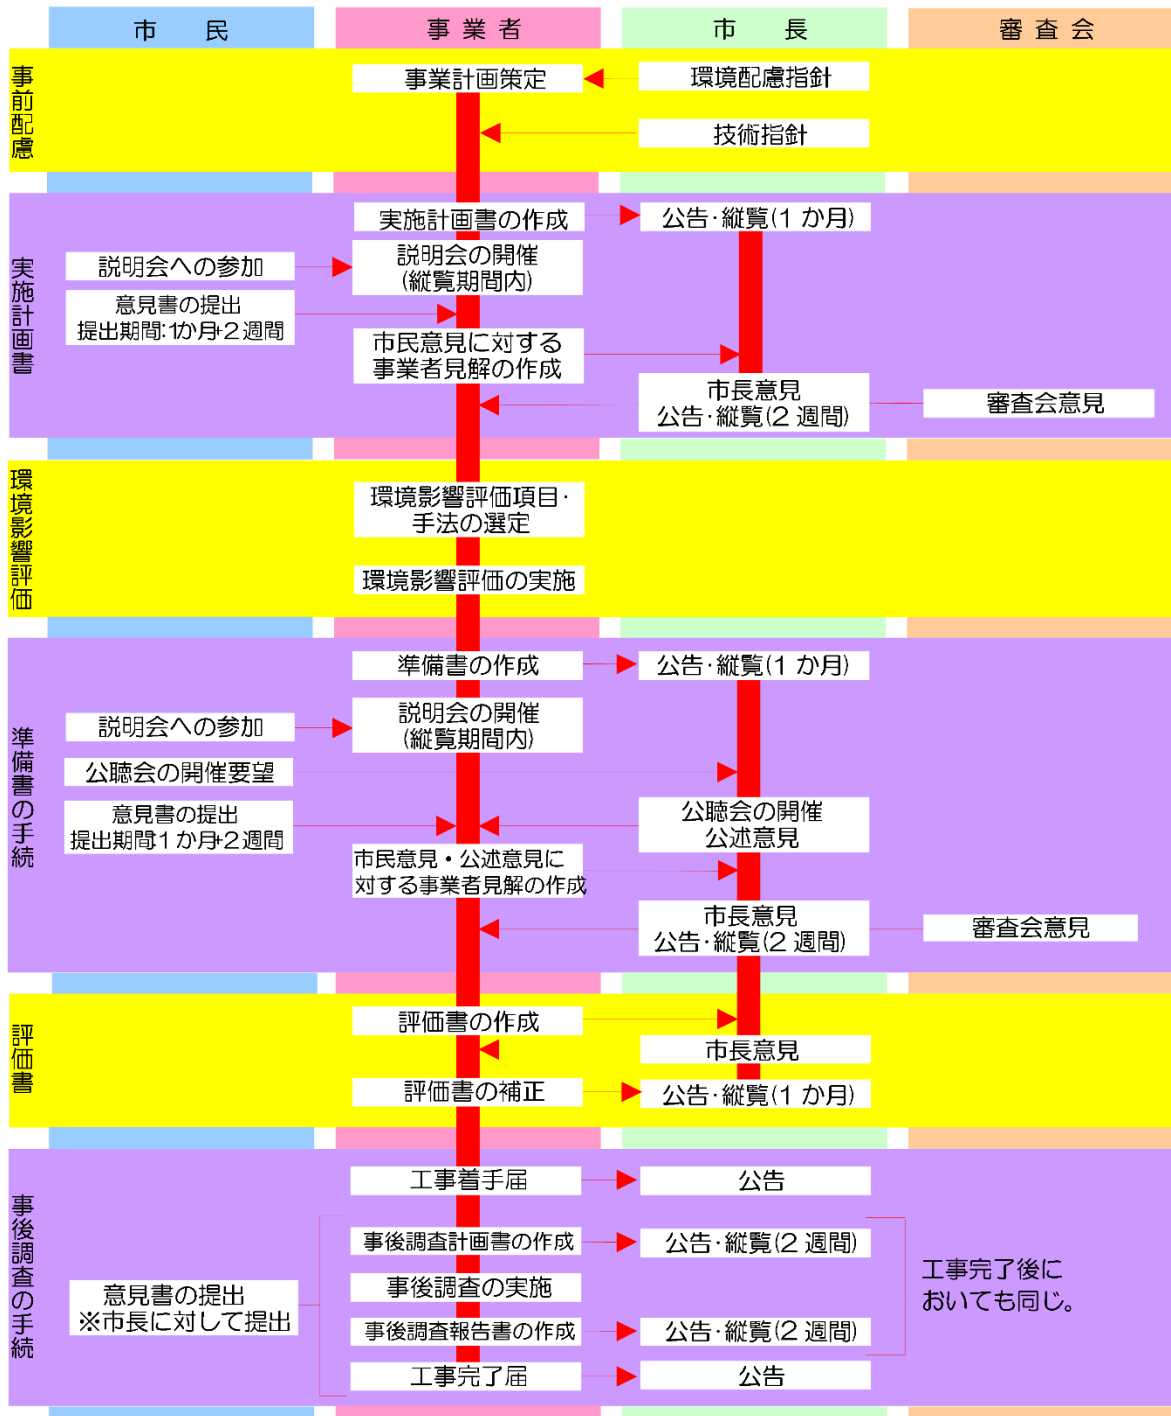 市　民
事業者
市　長
審査会
事前配慮
事業計画策定
環境配慮指針
技術指針
実施計画書
実施計画書の作成
公告・縦覧(１か月)
説明会への参加
説明会の開催
(縦覧期間内)
意見書の提出
提出期間:1か月+２週間
市民意見に対する
事業者見解の作成
市長意見
公告・縦覧(２週間)
審査会意見
環境影響評価
環境影響評価項目・
手法の選定
環境影響評価の実施
準備書の手続
準備書の作成
公告・縦覧(１か月)
説明会への参加
説明会の開催
(縦覧期間内)
公聴会の開催要望
意見書の提出
提出期間:１か月+２週間
公聴会の開催
公述意見
市民意見・公述意見に
対する事業者見解の作成
市長意見
公告・縦覧(２週間)
審査会意見
評価書
評価書の作成
市長意見
評価書の補正
公告・縦覧(１か月)
事後調査の手続
工事着手届
公告
事後調査計画書の作成
公告・縦覧(２週間)
意見書の提出
※市長に対して提出
事後調査の実施
工事完了後に
おいても同じ。
事後調査報告書の作成
公告・縦覧(２週間)
工事完了届
公告